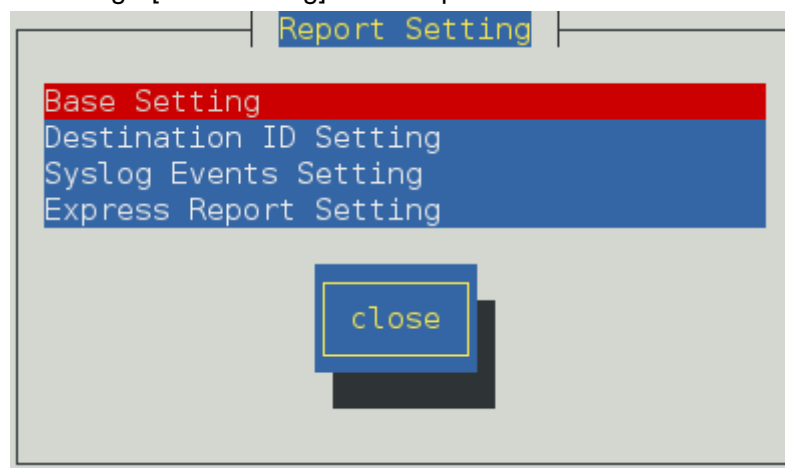 Report Setting
Base Setting
Destination ID Setting
Syslog Events Setting
Express Report Setting
close